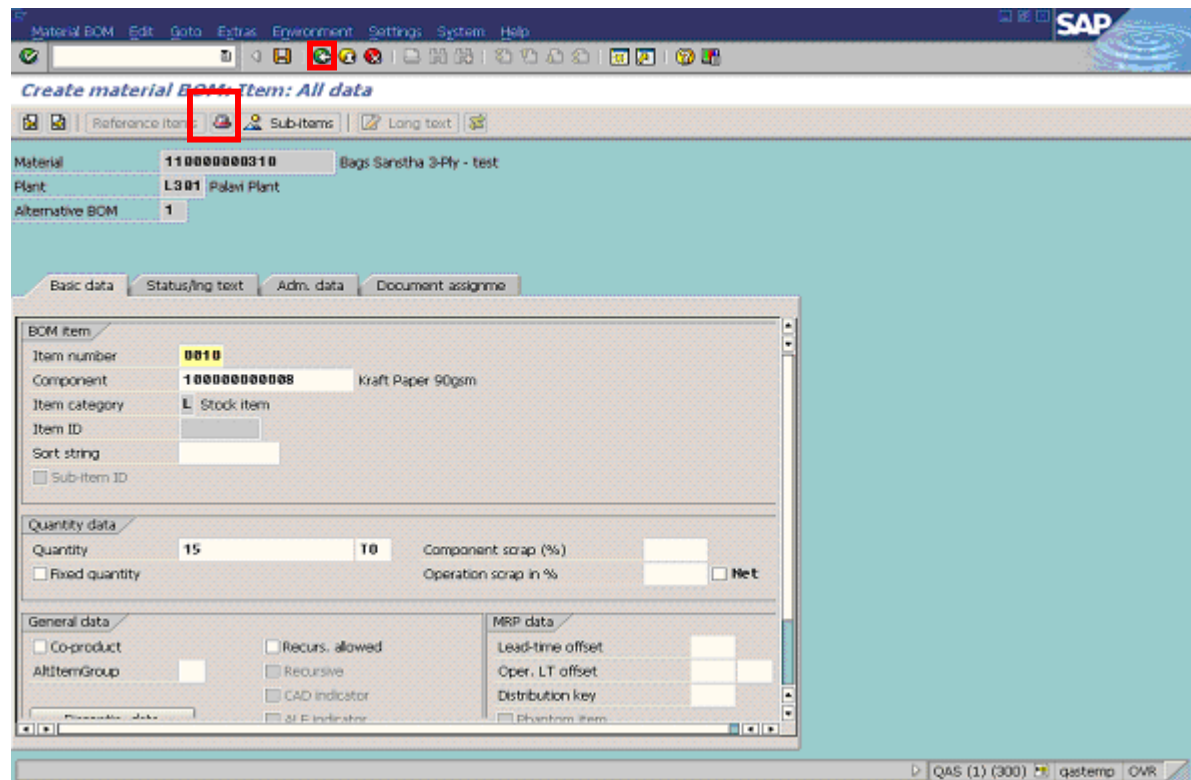 Material BOM Edit Goto Extras Environment Settings System Help
SAP
Create material BOM: Item: All data
Reference items Sub-items Long text
Material 110000000310 Bags Sanstha 3-Ply - test
Plant L301 Palavi Plant
Alternative BOM 1
Basic data Status/lng text Adm. data Document assignme
BOM item
Item number 0010
Component 100000000008 Kraft Paper 90gsm
Item category L Stock item
Item ID
Sort string
Sub-item ID
Quantity data
Quantity 15 TO Component scrap (%)
Fixed quantity Operation scrap in % Net
General data MRP data
Co-product Recurs. allowed Lead-time offset
AltItemGroup Recursive Oper. LT offset
CAD indicator Distribution key
ALE indicator Phantom item
QAS (1) (300) qastemp OVR